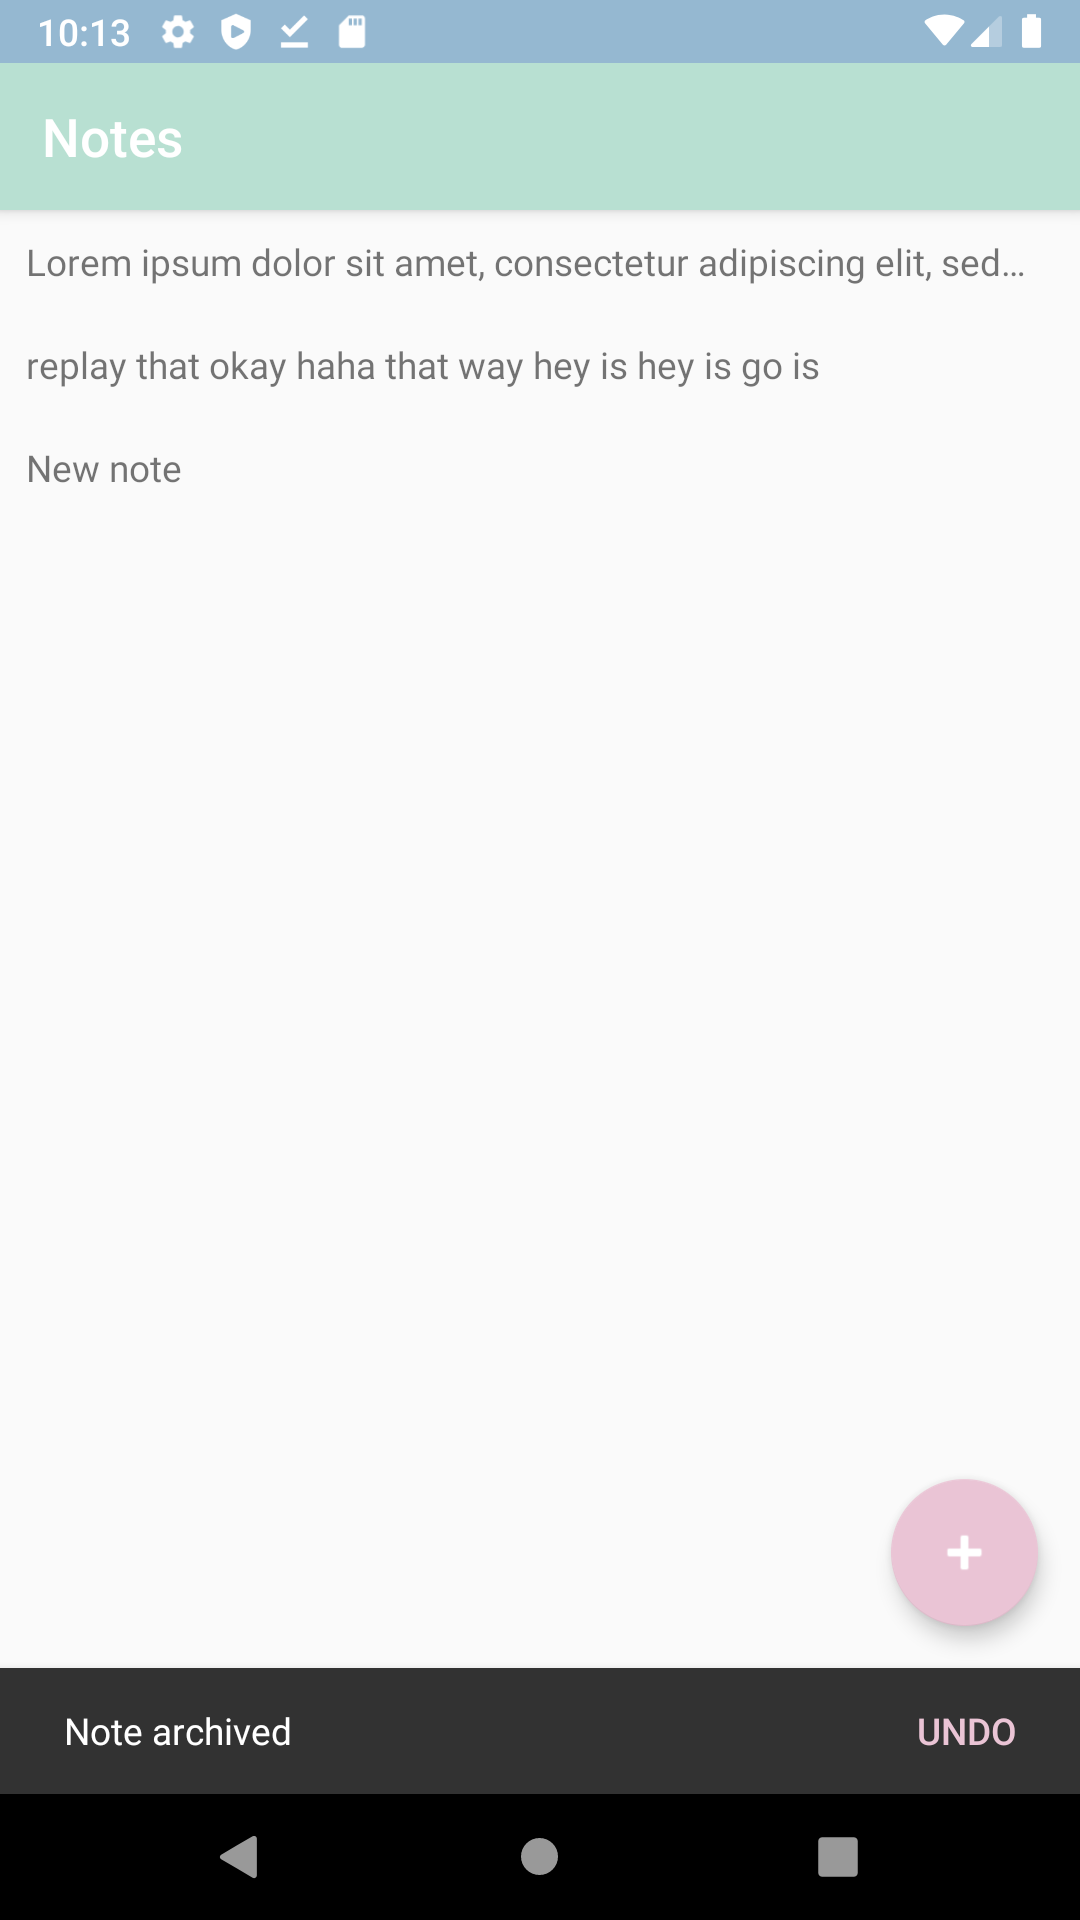 10:13
Notes
Lorem ipsum dolor sit amet, consectetur adipiscing elit, sed…
replay that okay haha that way hey is hey is go is
New note
Note archived
UNDO